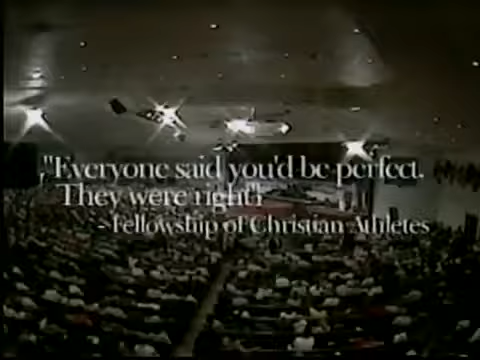 "Everyone said you'd be perfect.
They were right"
~ Fellowship of Christian Athletes